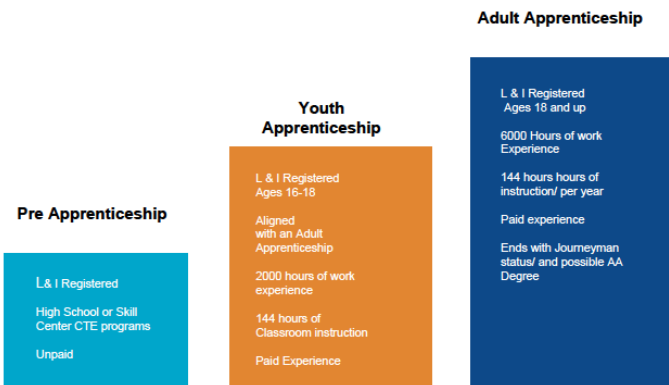 Pre Apprenticeship
L& I Registered
High School or Skill
Center CTE programs
Unpaid
Youth
Apprenticeship
L & I Registered
Ages 16-18
Aligned
with an Adult
Apprenticeship
2000 hours of work
experience
144 hours of
Classroom instruction
Paid Experience
Adult Apprenticeship
L & I Registered
Ages 18 and up
6000 Hours of work
Experience
144 hours hours of
instruction/ per year
Paid experience
Ends with Journeyman
status/ and possible AA
Degree